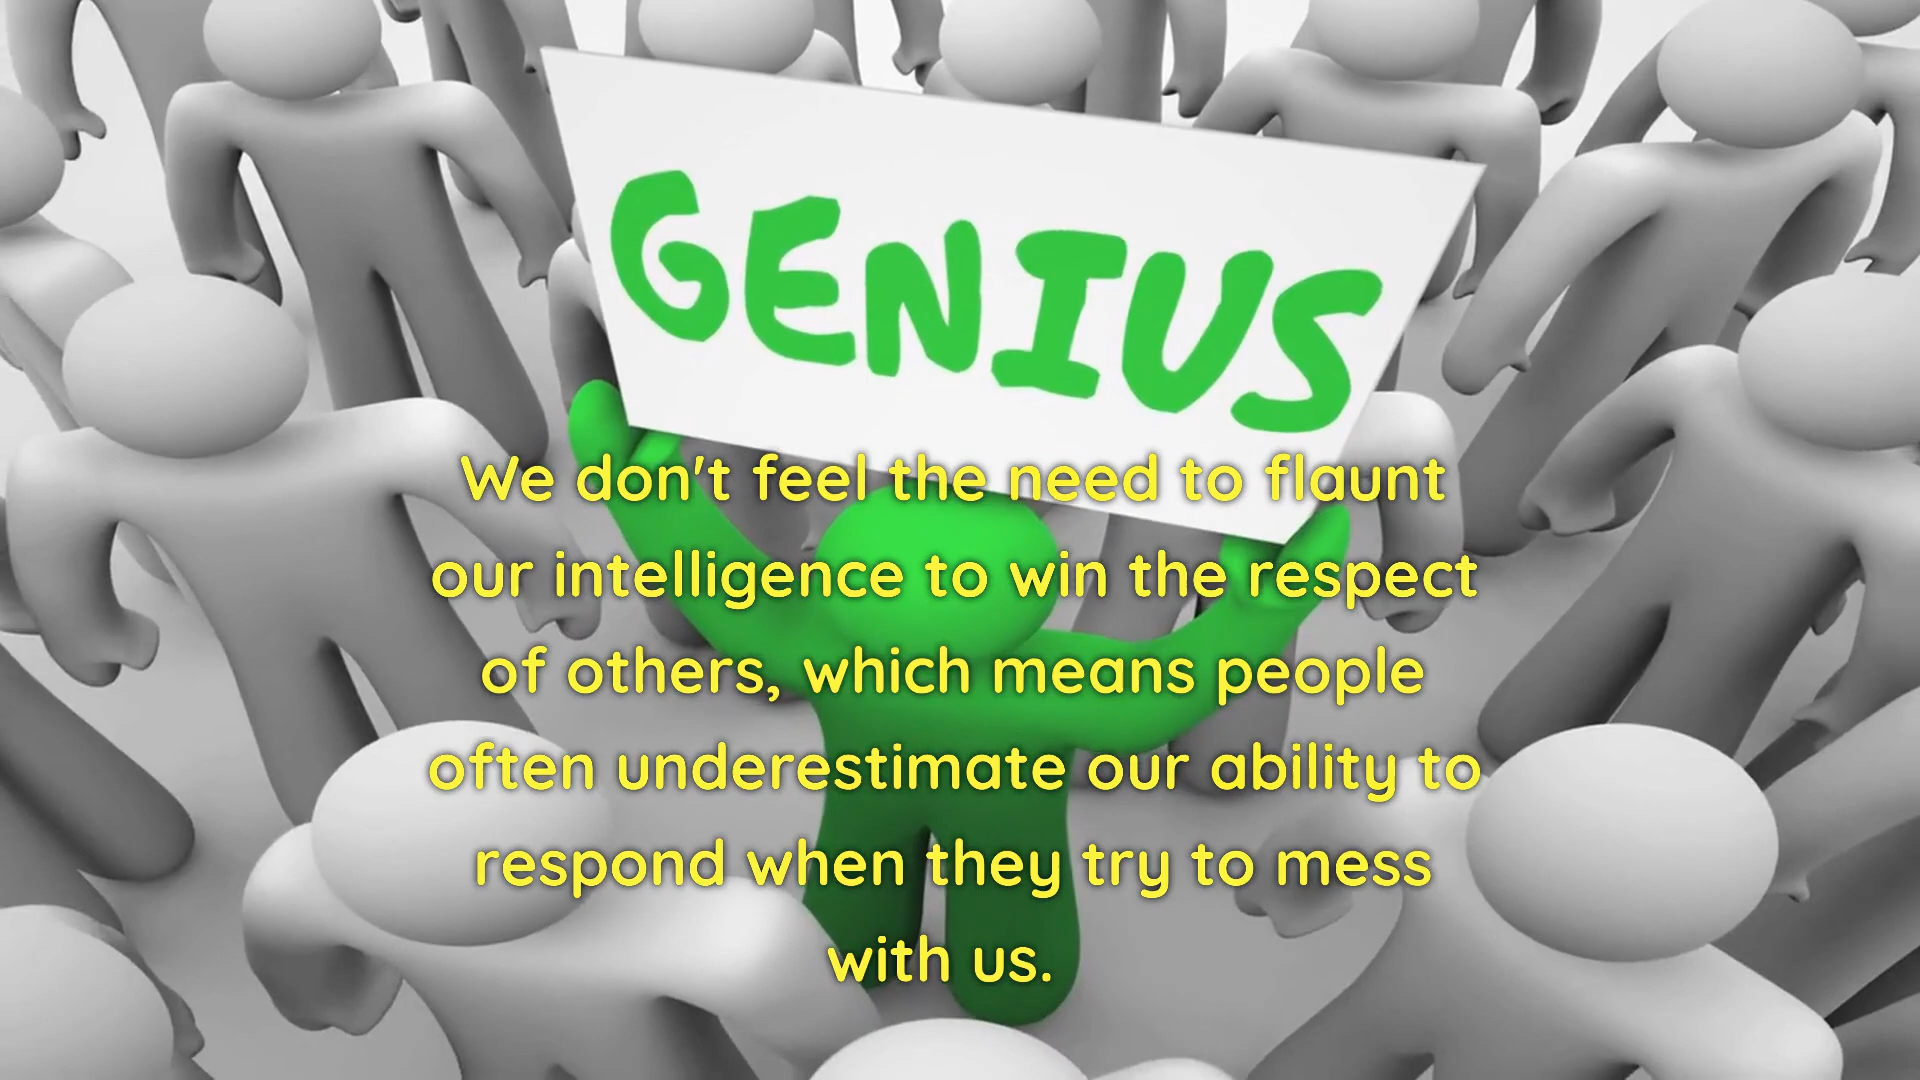 GENIUS
We don't feel the need to flaunt
our intelligence to win the respect
of others, which means people
often underestimate our ability to
respond when they try to mess
with us.